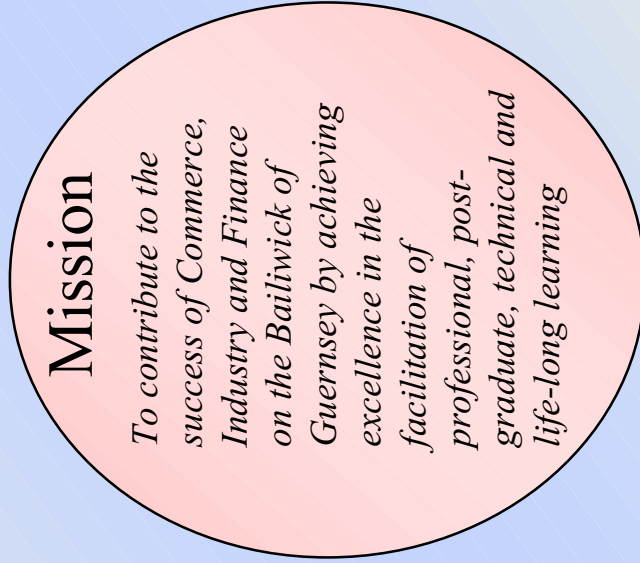 Mission
To contribute to the
success of Commerce,
Industry and Finance
on the Bailiwick of
Guernsey by achieving
excellence in the
facilitation of
professional, post-
graduate, technical and
life-long learning